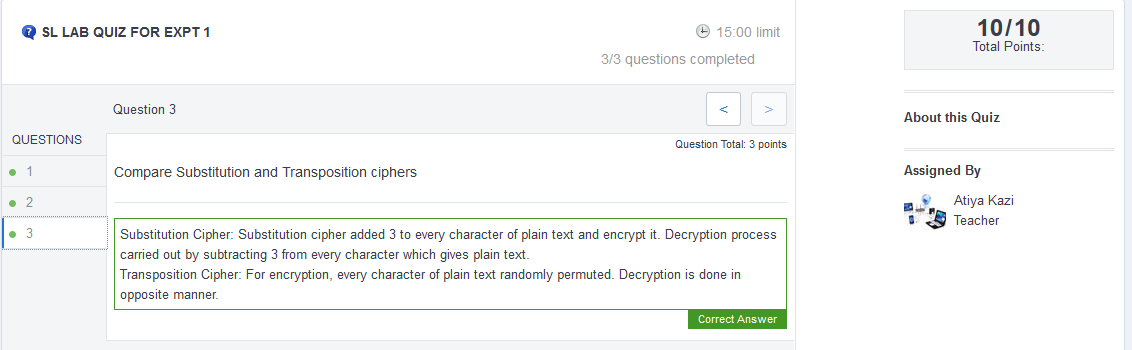 SL LAB QUIZ FOR EXPT 1
15:00 limit
3/3 questions completed
Question 3
<
>
QUESTIONS
1
2
3
Question Total: 3 points
Compare Substitution and Transposition ciphers
Substitution Cipher: Substitution cipher added 3 to every character of plain text and encrypt it. Decryption process
carried out by subtracting 3 from every character which gives plain text.
Transposition Cipher: For encryption, every character of plain text randomly permuted. Decryption is done in
opposite manner.
Correct Answer
10/10
Total Points:
About this Quiz
Assigned By
Atiya Kazi
Teacher